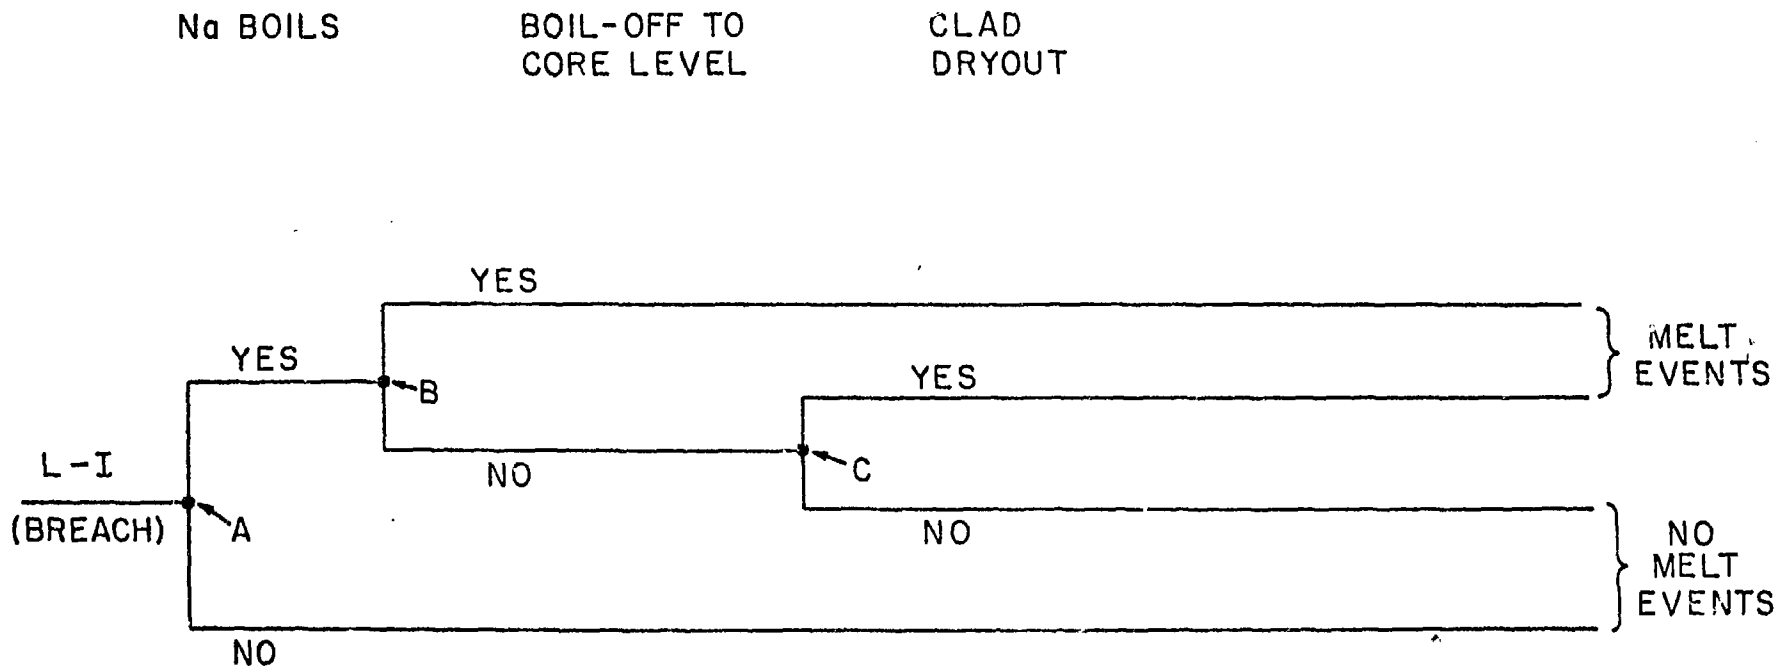 Na BOILS
BOIL-OFF TO
CORE LEVEL
CLAD
DRYOUT
YES
YES
B
YES
MELT
EVENTS
L-I
(BREACH)
A
NO
C
NO
NO
MELT
EVENTS
NO